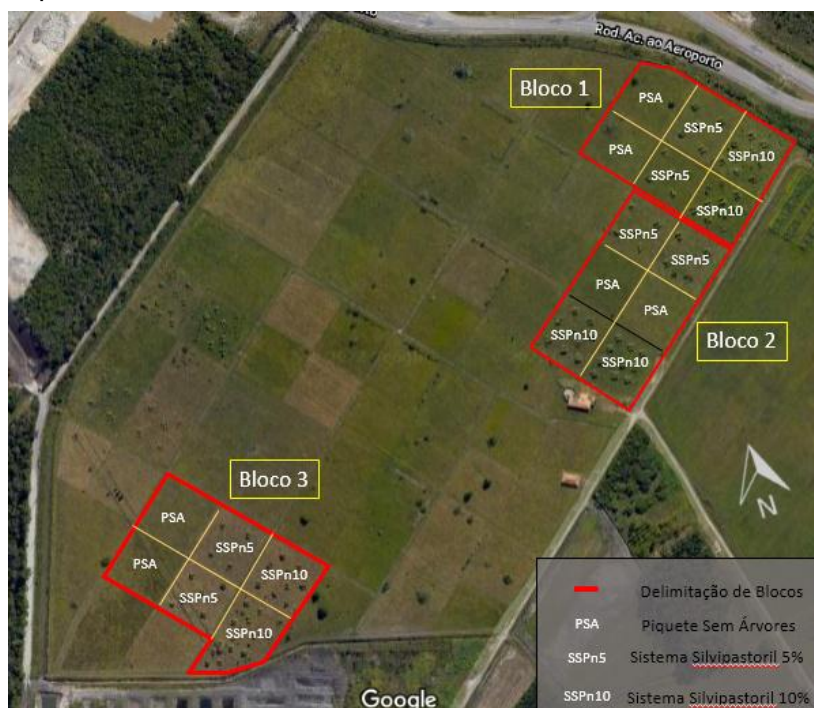 Rod. Ac. ao Aeroporto
Bloco 1
PSA
SSPn5
SSPn10
PSA
SSPn5
SSPn10
SSPn5
SSPn5
PSA
PSA
SSPn10
SSPn10
Bloco 2
Bloco 3
PSA
SSPn5
SSPn10
PSA
SSPn5
SSPn10
N
Delimitação de Blocos
PSA Piquete Sem Árvores
SSPn5 Sistema Silvipastoril 5%
SSPn10 Sistema Silvipastoril 10%
Google